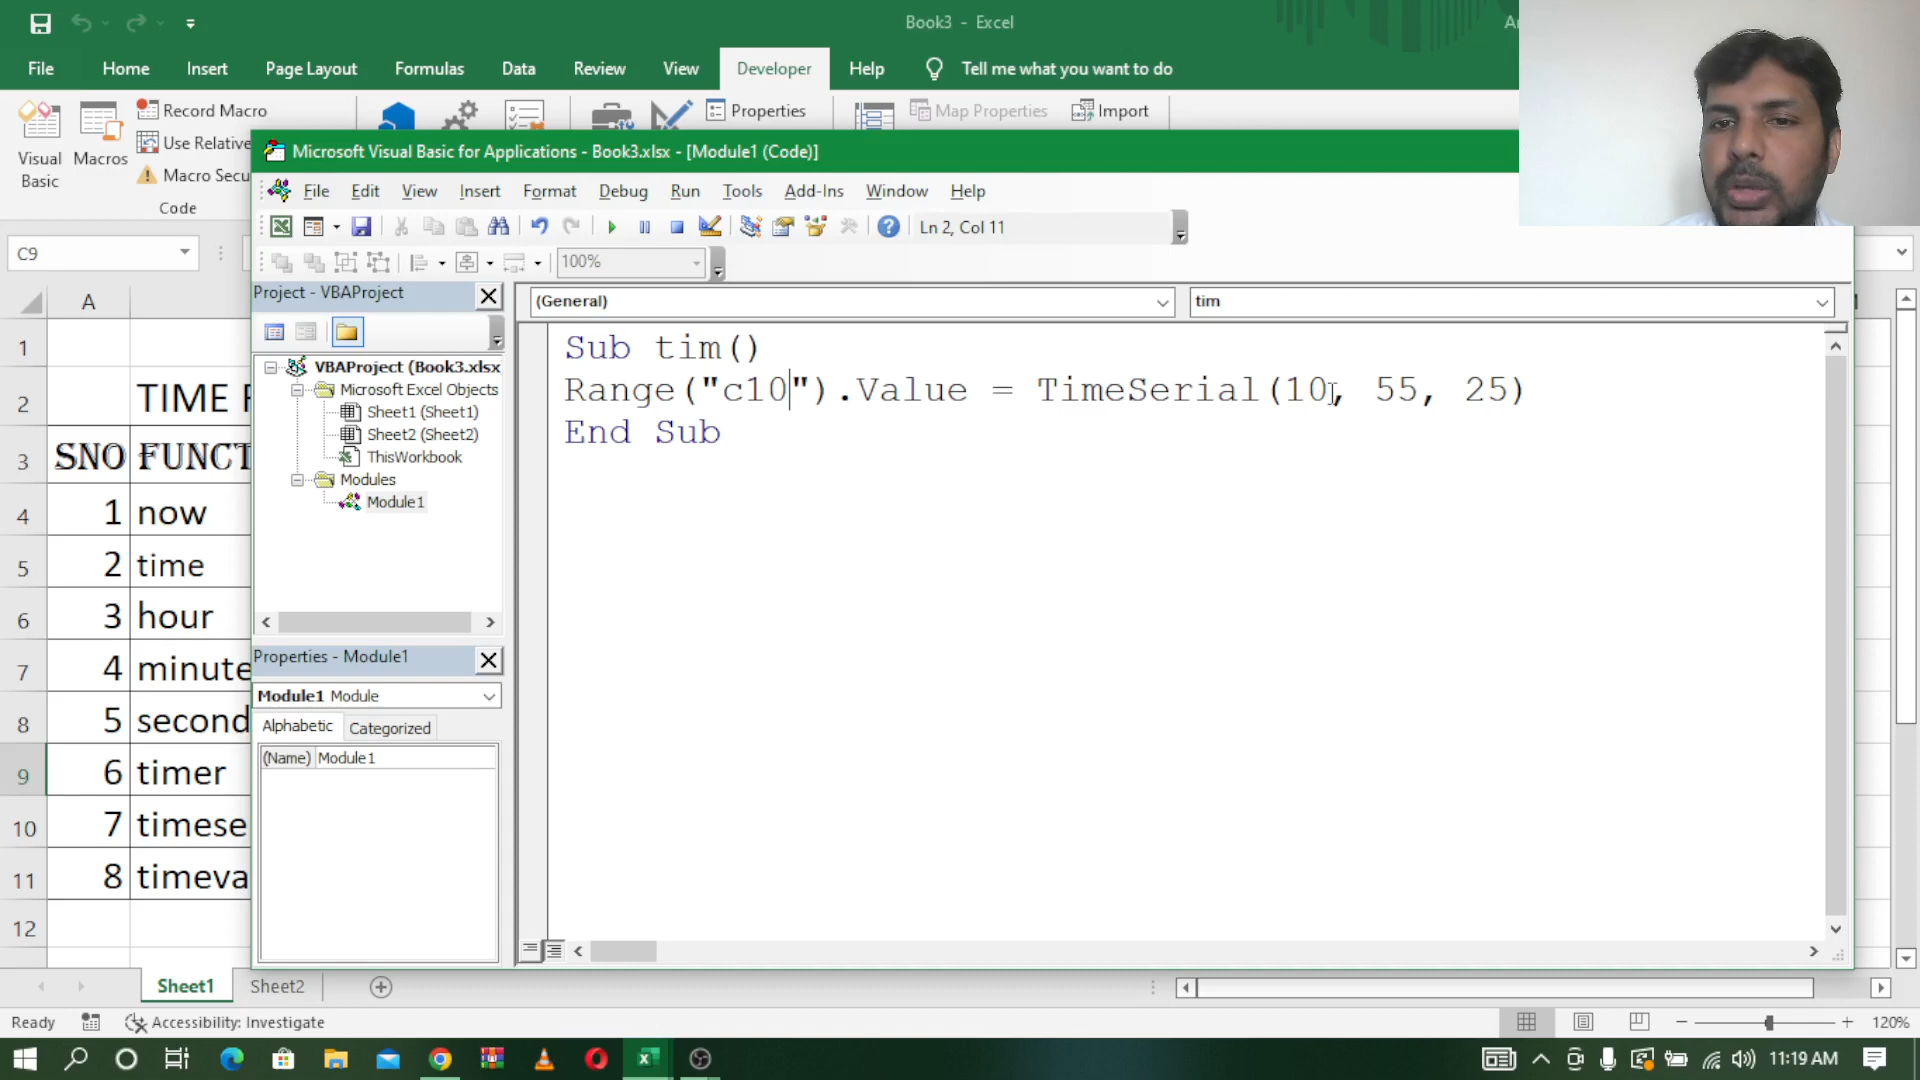 Book3 - Excel
File Home Insert Page Layout Formulas Data Review View Developer Help Tell me what you want to do
Visual Basic
Macros
Record Macro
Use Relative
Macro Secu
Code
Properties
Map Properties
Import
Microsoft Visual Basic for Applications - Book3.xlsx - [Module1 (Code)]
File Edit View Insert Format Debug Run Tools Add-Ins Window Help
Ln 2, Col 11
100%
C9
Project - VBAProject
(General)
tim
VBAProject (Book3.xlsx
Microsoft Excel Objects
Sheet1 (Sheet1)
Sheet2 (Sheet2)
ThisWorkbook
Modules
Module1
Sub tim()
Range("c10").Value = TimeSerial(10, 55, 25)
End Sub
Properties - Module1
Module1 Module
Alphabetic Categorized
(Name) Module1
A
1
2 TIME F
3 SNO FUNCT
4 1 now
5 2 time
6 3 hour
7 4 minute
8 5 second
9 6 timer
10 7 timese
11 8 timeva
12
Sheet1 Sheet2
Ready Accessibility: Investigate
120%
11:19 AM